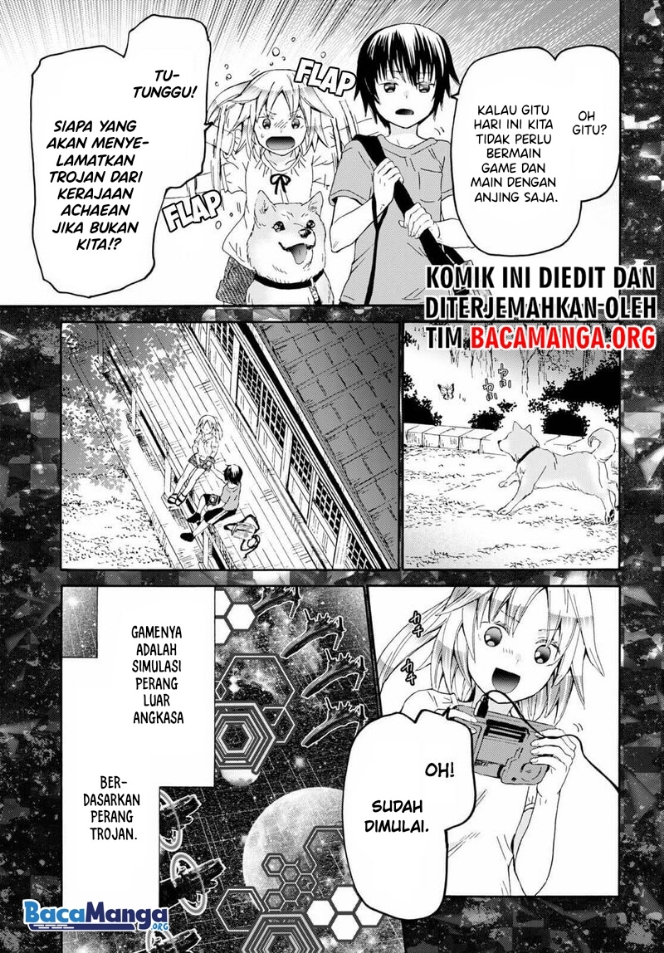 OH
GITU?
KALAU GITU
HARI INI KITA
TIDAK PERLU
BERMAIN
GAME DAN
MAIN DENGAN
ANJING SAJA.
FLAP
FLAP
TU-
TUNGGU!
SIAPA YANG
AKAN MENYE-
LAMATKAN
TROJAN DARI
KERAJAAN
ACHAEAN
JIKA BUKAN
KITA!?
KOMIK INI DIEDIT DAN
DITERJEMAHKAN OLEH
TIM BACAMANGA.ORG
OH!
SUDAH
DIMULAI.
GAMENYA
ADALAH
SIMULASI
PERANG
LUAR
ANGKASA
BER-
DASARKAN
PERANG
TROJAN.
BacaManga
.ORG